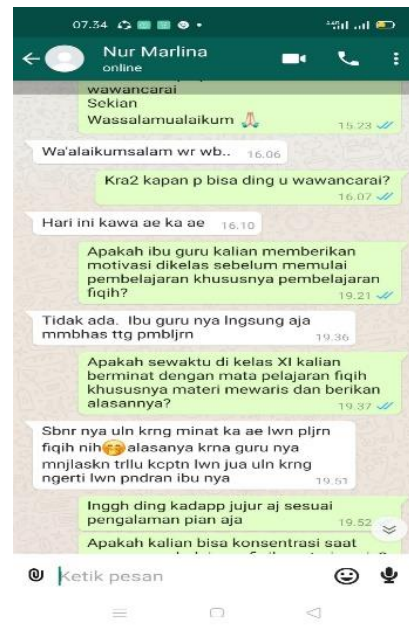 07.34
Nur Marlina
online
wawancarai
Sekian
Wassalamualaikum 🙏 15.23
Wa'alaikumsalam wr wb.. 16.06
Kra2 kapan p bisa ding u wawancarai?
16.07
Hari ini kawa ae ka ae 16.10
Apakah ibu guru kalian memberikan
motivasi dikelas sebelum memulai
pembelajaran khususnya pembelajaran
fiqih? 19.21
Tidak ada. Ibu guru nya lngsung aja
mmbhas ttg pmbljrn 19.36
Apakah sewaktu di kelas XI kalian
berminat dengan mata pelajaran fiqih
khususnya materi mewaris dan berikan
alasannya? 19.37
Sbnr nya uln krng minat ka ae lwn pljrn
fiqih nih🤭alasanya krna guru nya
mnjlaskn trllu kcptn lwn jua uln krng
ngerti lwn pndran ibu nya 19.51
Inggh ding kadapp jujur aj sesuai
pengalaman pian aja 19.52
Apakah kalian bisa konsentrasi saat
Ketik pesan